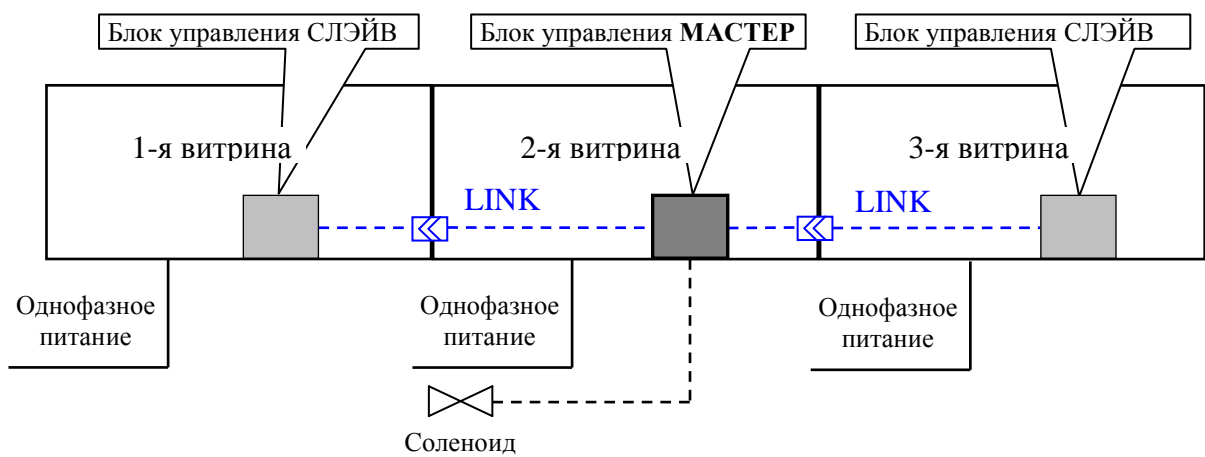 Блок управления СЛЭЙВ
Блок управления МАСТЕР
Блок управления СЛЭЙВ
1-я витрина
2-я витрина
3-я витрина
LINK
LINK
Однофазное
питание
Однофазное
питание
Однофазное
питание
Соленоид